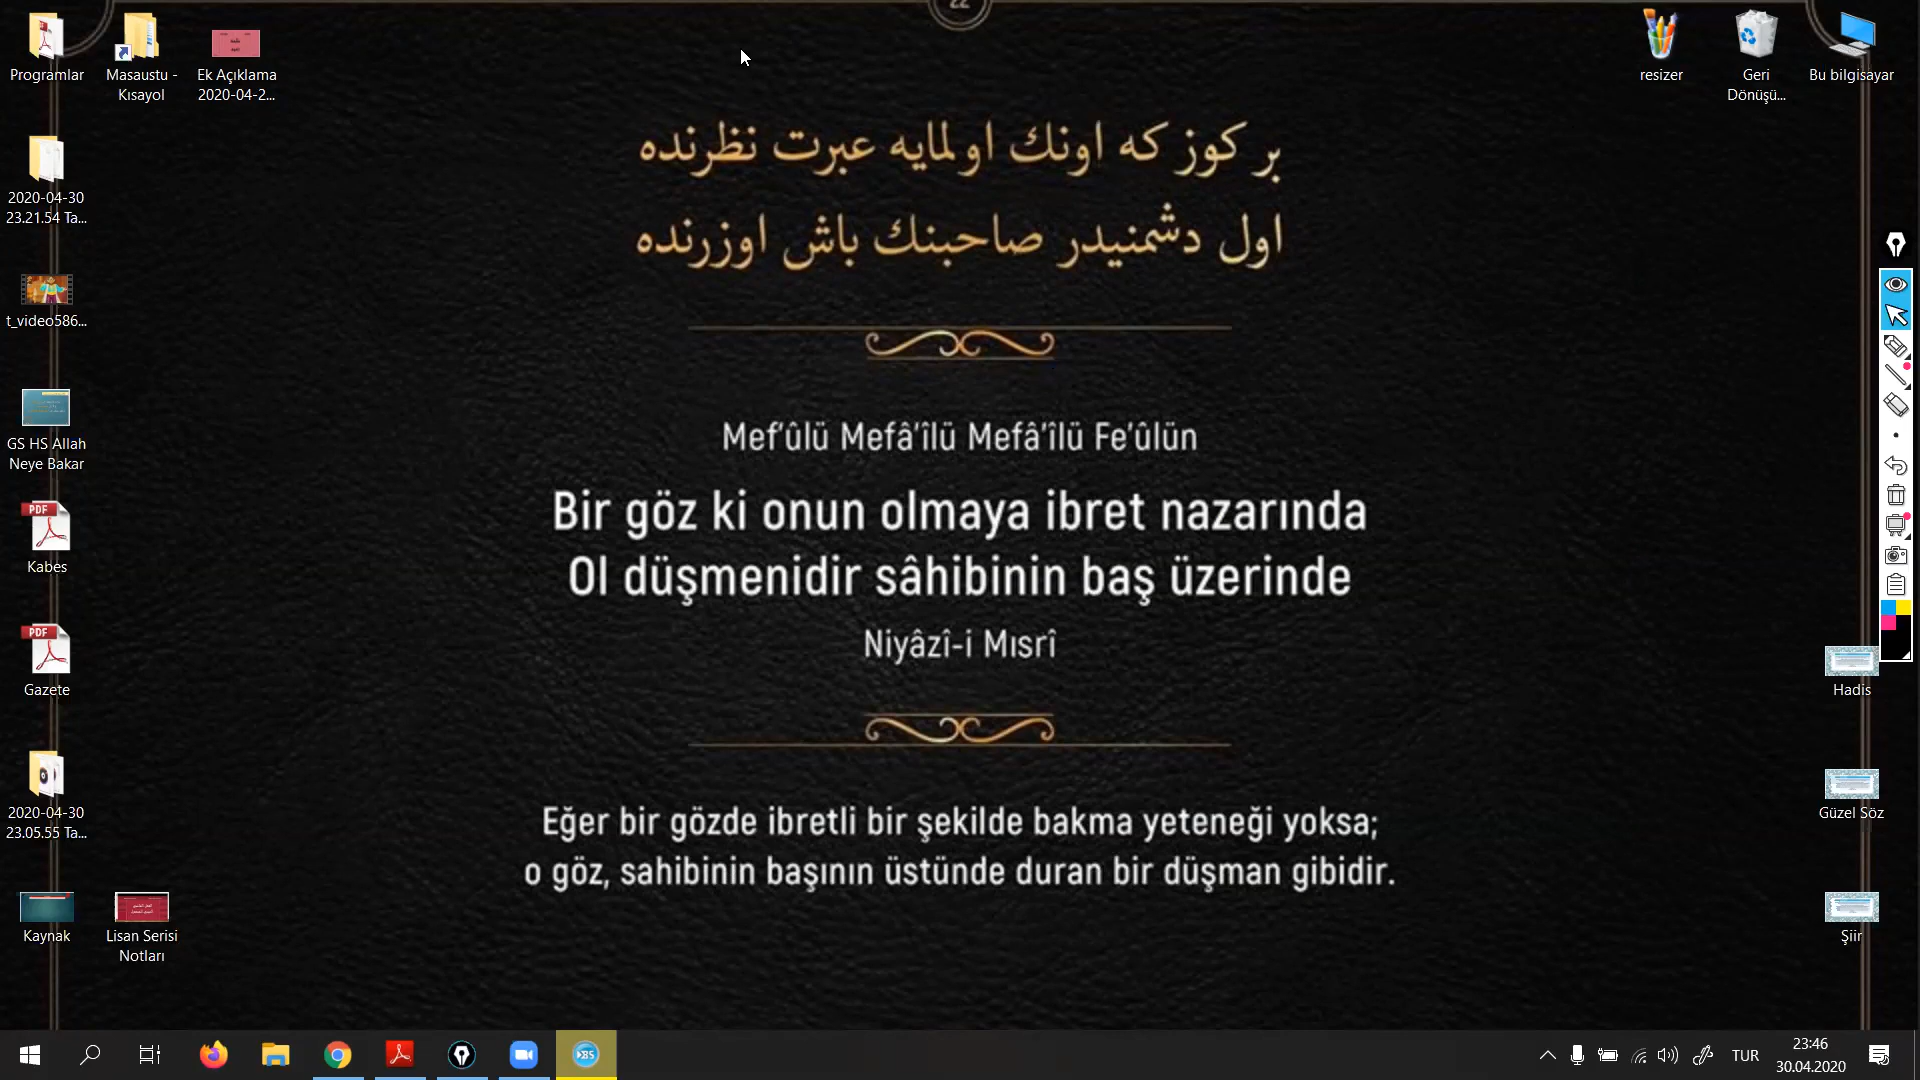 Programlar
Masaustu -
Kısayol
Ek Açıklama
2020-04-2...
resizer
Geri
Dönüşü...
Bu bilgisayar
22
بر كوز كه اونك اولمايه عبرت نظرنده
اول دشمنيدر صاحبنك باش اوزرنده
2020-04-30
23.21.54 Ta...
t_video586...
GS HS Allah
Neye Bakar
PDF
Kabes
PDF
Gazete
2020-04-30
23.05.55 Ta...
Kaynak
Lisan Serisi
Notları
Mef'ûlü Mefâ'îlü Mefâ'îlü Fe'ûlün
Bir göz ki onun olmaya ibret nazarında
Ol düşmenidir sâhibinin baş üzerinde
Niyâzî-i Mısrî
Eğer bir gözde ibretli bir şekilde bakma yeteneği yoksa;
o göz, sahibinin başının üstünde duran bir düşman gibidir.
Hadis
Güzel Söz
Şiir
BS
TUR
23:46
30.04.2020